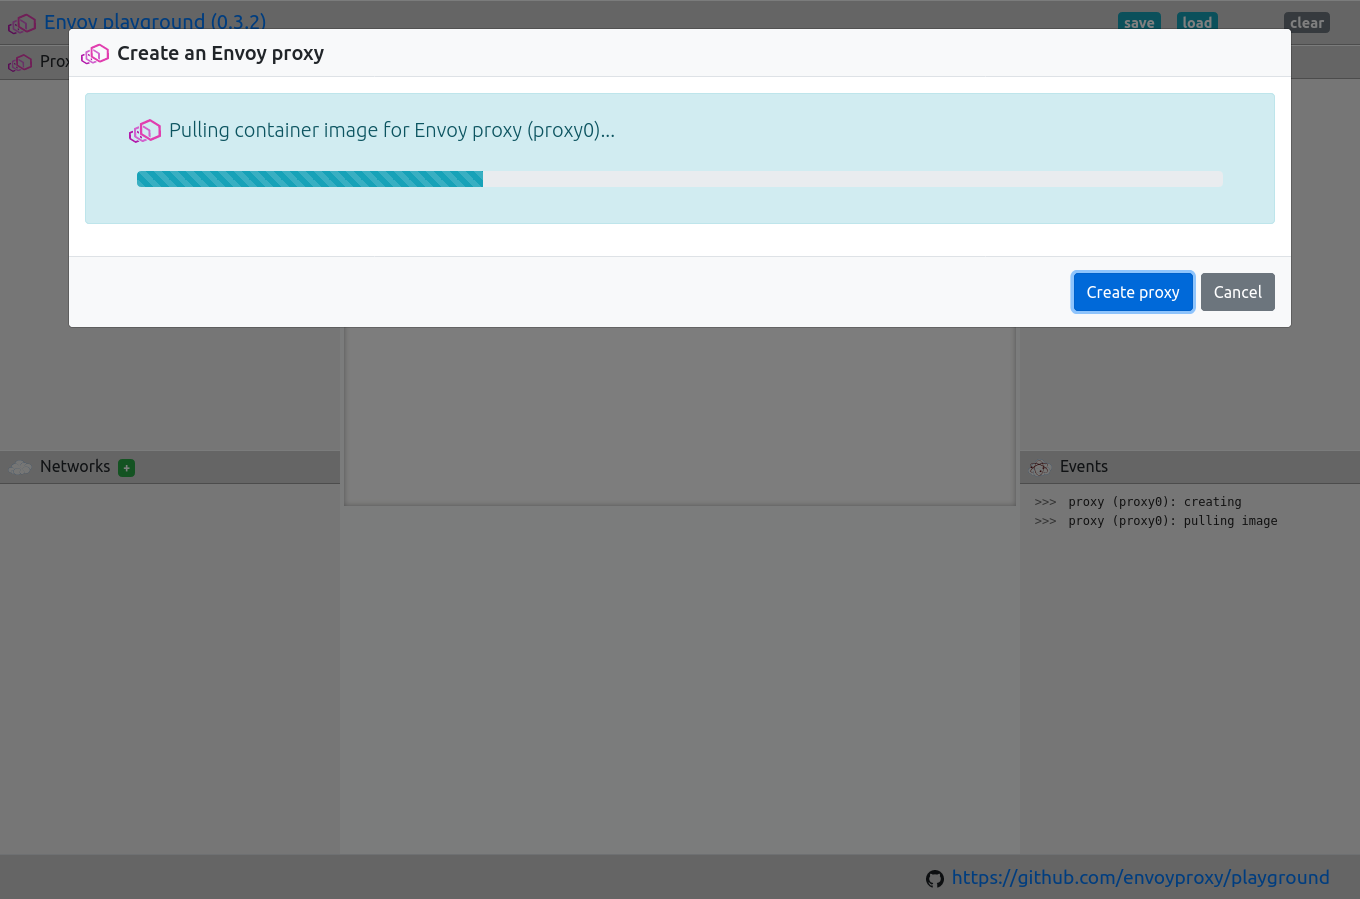 Envoy playground (0.3.2)
save
load
clear
Create an Envoy proxy
Pulling container image for Envoy proxy (proxy0)...
Create proxy
Cancel
Networks
+
Events
>>> proxy (proxy0): creating
>>> proxy (proxy0): pulling image
https://github.com/envoyproxy/playground